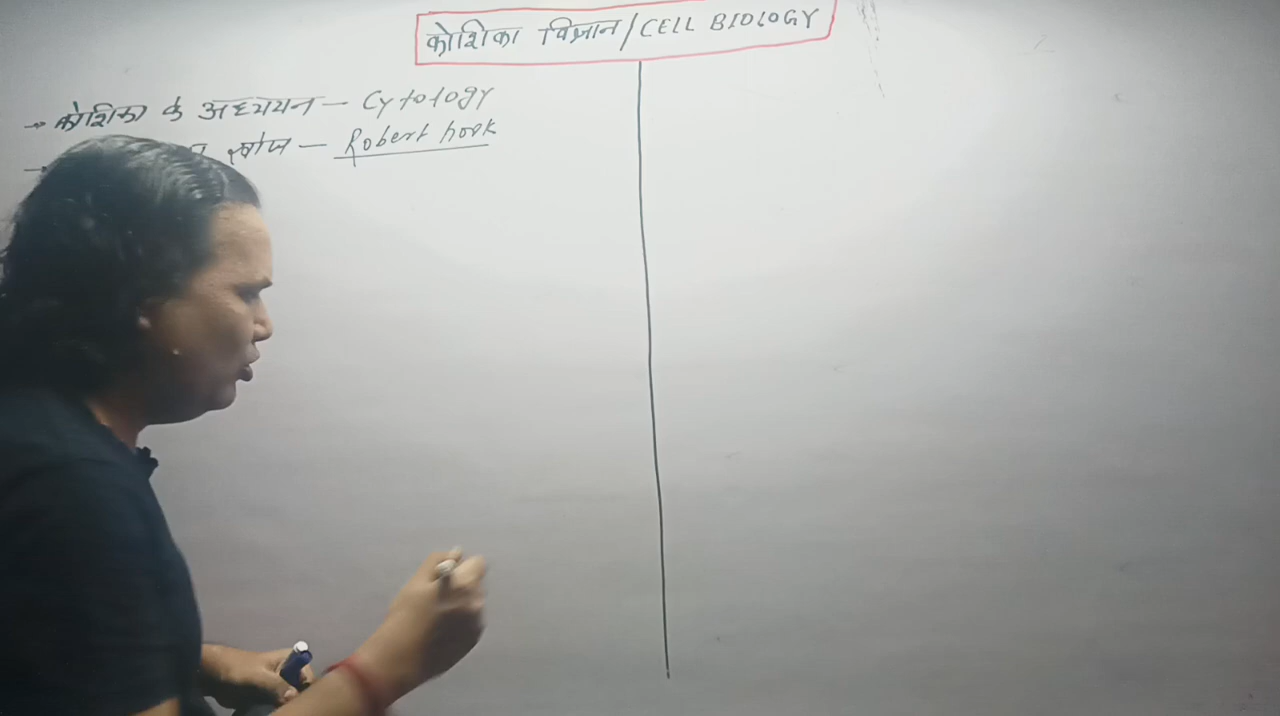 कोशिका विज्ञान/CELL BIOLOGY
→ कोशिका के अध्ययन — Cytology
खोज — Robert hook